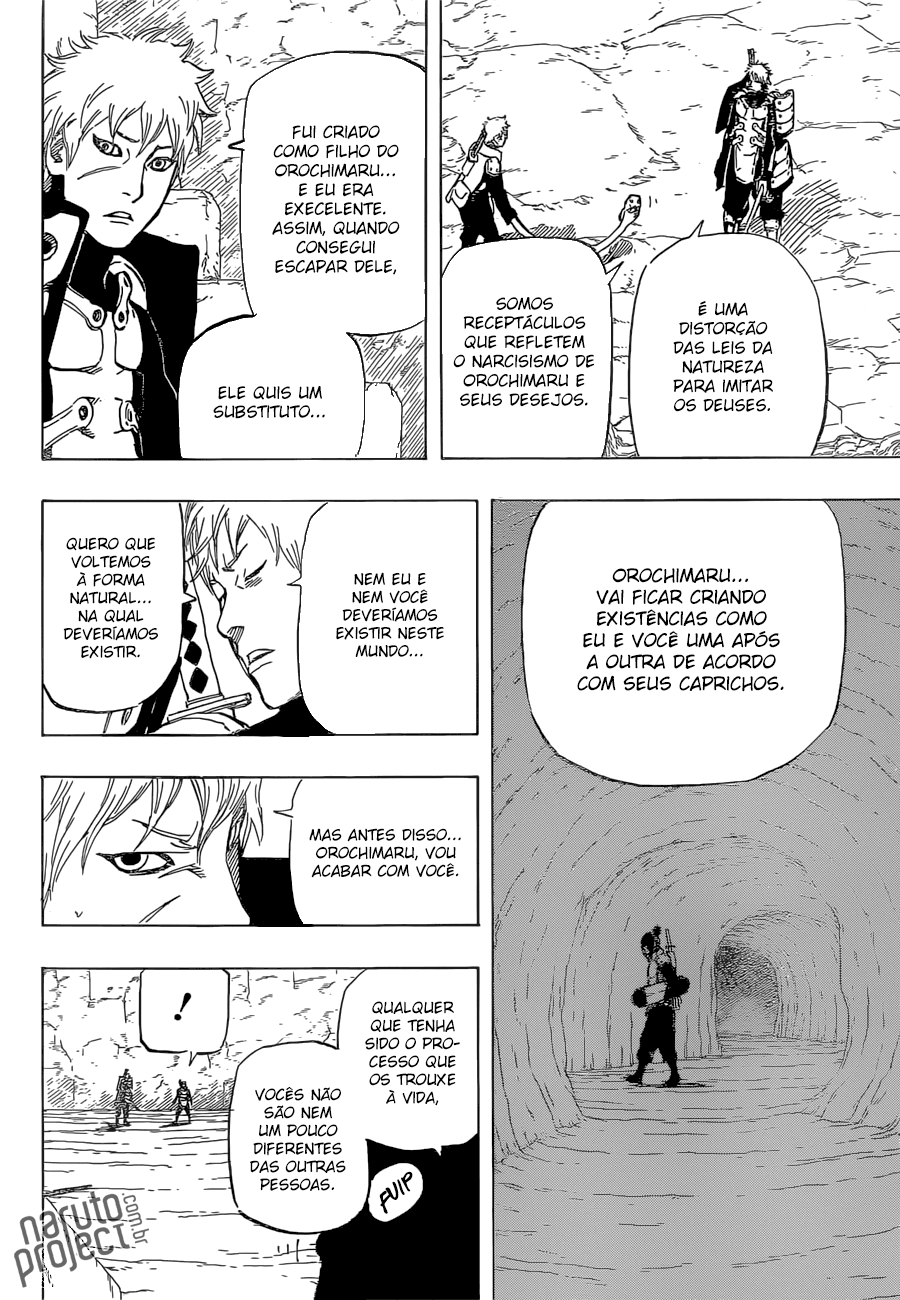 É UMA
DISTORÇÃO
DAS LEIS DA
NATUREZA
PARA IMITAR
OS DEUSES.
SOMOS
RECEPTÁCULOS
QUE REFLETEM
O NARCISISMO DE
OROCHIMARU E
SEUS DESEJOS.
FUI CRIADO
COMO FILHO DO
OROCHIMARU...
E EU ERA
EXECELENTE.
ASSIM, QUANDO
CONSEGUI
ESCAPAR DELE,
ELE QUIS UM
SUBSTITUTO...
OROCHIMARU...
VAI FICAR CRIANDO
EXISTÊNCIAS COMO
EU E VOCÊ UMA APÓS
A OUTRA DE ACORDO
COM SEUS CAPRICHOS.
NEM EU E
NEM VOCÊ
DEVERÍAMOS
EXISTIR NESTE
MUNDO...
QUERO QUE
VOLTEMOS
À FORMA
NATURAL...
NA QUAL
DEVERÍAMOS
EXISTIR.
MAS ANTES DISSO...
OROCHIMARU, VOU
ACABAR COM VOCÊ.
QUALQUER
QUE TENHA
SIDO O PRO-
CESSO QUE
OS TROUXE
À VIDA,
VOCÊS NÃO
SÃO NEM
UM POUCO
DIFERENTES
DAS OUTRAS
PESSOAS.
!
FUIP
naruto
project
.com.br